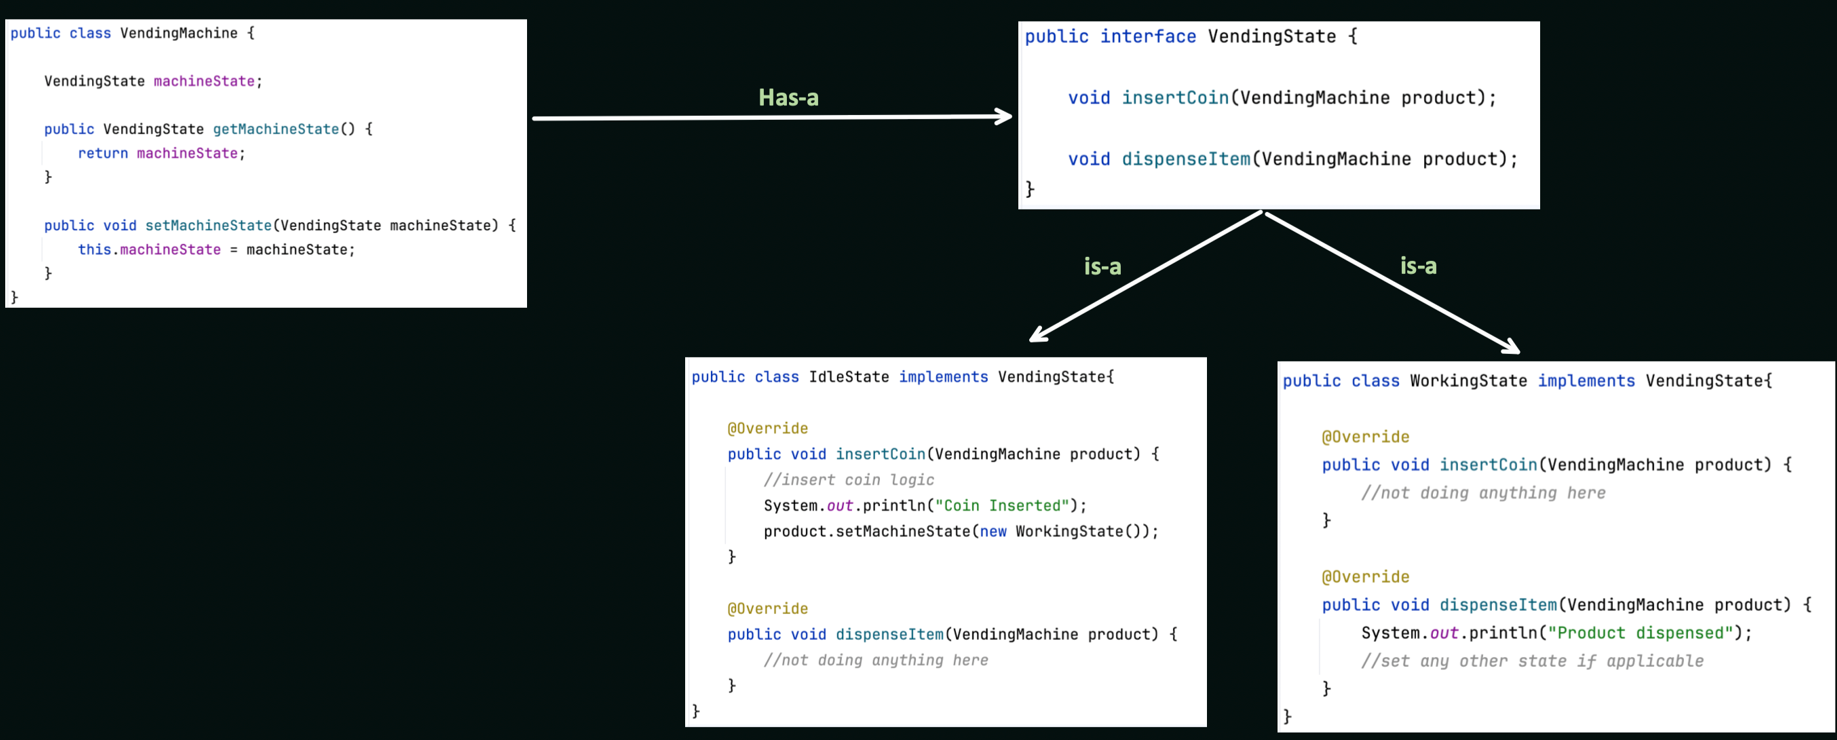 public class VendingMachine {
VendingState machineState;
public VendingState getMachineState() {
return machineState;
}
public void setMachineState(VendingState machineState) {
this.machineState = machineState;
}
}
Has-a
public interface VendingState {
void insertCoin(VendingMachine product);
void dispenseItem(VendingMachine product);
}
is-a
is-a
public class IdleState implements VendingState{
@Override
public void insertCoin(VendingMachine product) {
//insert coin logic
System.out.println("Coin Inserted");
product.setMachineState(new WorkingState());
}
@Override
public void dispenseItem(VendingMachine product) {
//not doing anything here
}
}
public class WorkingState implements VendingState{
@Override
public void insertCoin(VendingMachine product) {
//not doing anything here
}
@Override
public void dispenseItem(VendingMachine product) {
System.out.println("Product dispensed");
//set any other state if applicable
}
}